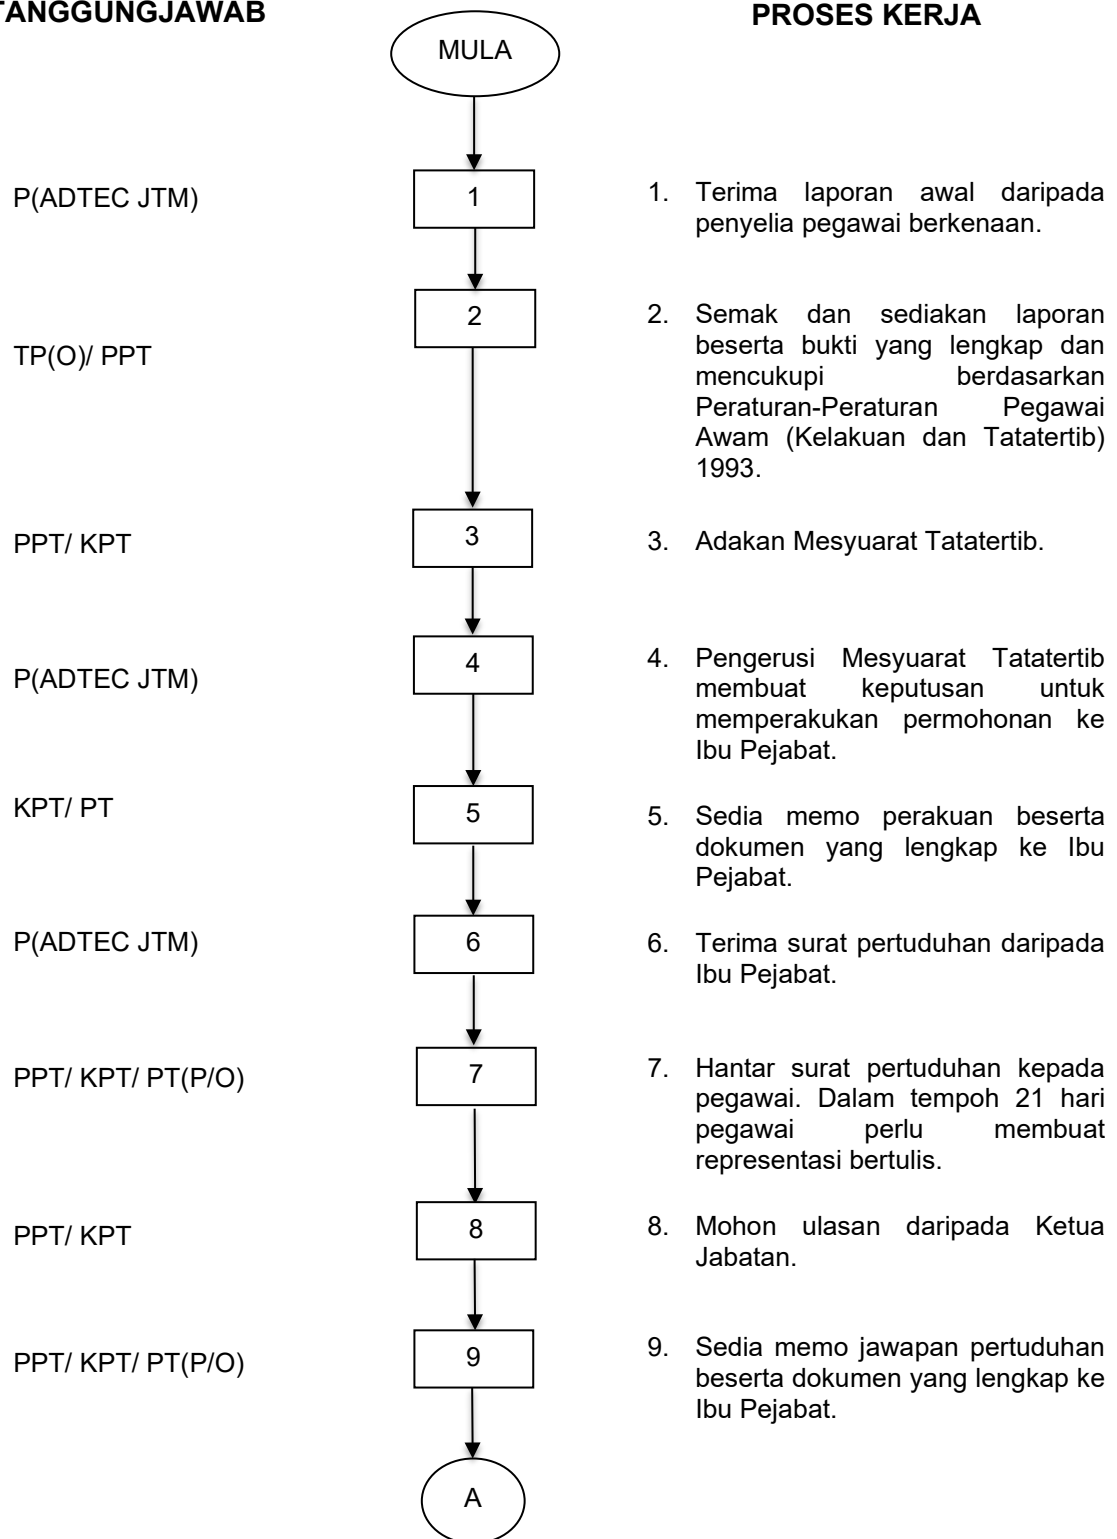 TANGGUNGJAWAB
PROSES KERJA
MULA
P(ADTEC JTM)
1
1. Terima laporan awal daripada
penyelia pegawai berkenaan.
TP(O)/ PPT
2
2. Semak dan sediakan laporan
beserta bukti yang lengkap dan
mencukupi berdasarkan
Peraturan-Peraturan Pegawai
Awam (Kelakuan dan Tatatertib)
1993.
PPT/ KPT
3
3. Adakan Mesyuarat Tatatertib.
P(ADTEC JTM)
4
4. Pengerusi Mesyuarat Tatatertib
membuat keputusan untuk
memperakukan permohonan ke
Ibu Pejabat.
KPT/ PT
5
5. Sedia memo perakuan beserta
dokumen yang lengkap ke Ibu
Pejabat.
P(ADTEC JTM)
6
6. Terima surat pertuduhan daripada
Ibu Pejabat.
PPT/ KPT/ PT(P/O)
7
7. Hantar surat pertuduhan kepada
pegawai. Dalam tempoh 21 hari
pegawai perlu membuat
representasi bertulis.
PPT/ KPT
8
8. Mohon ulasan daripada Ketua
Jabatan.
PPT/ KPT/ PT(P/O)
9
9. Sedia memo jawapan pertuduhan
beserta dokumen yang lengkap ke
Ibu Pejabat.
A